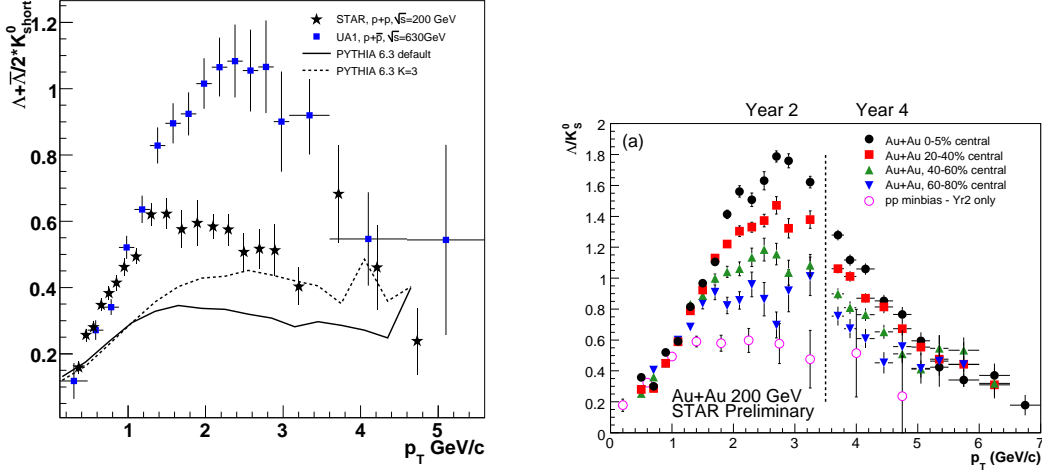 Λ+Λ̅/2*K⁰short
1.2
1
0.8
0.6
0.4
0.2
1 2 3 4 5
p_T GeV/c
STAR, p+p, √s=200 GeV
UA1, p+p̅, √s=630GeV
PYTHIA 6.3 default
PYTHIA 6.3 K=3
Year 2 Year 4
(a)
Λ/K⁰_s
2
1.8
1.6
1.4
1.2
1
0.8
0.6
0.4
0.2
0
0 1 2 3 4 5 6 7
p_T (GeV/c)
Au+Au 0-5% central
Au+Au 20-40% central
Au+Au, 40-60% central
Au+Au, 60-80% central
pp minbias - Yr2 only
Au+Au 200 GeV
STAR Preliminary